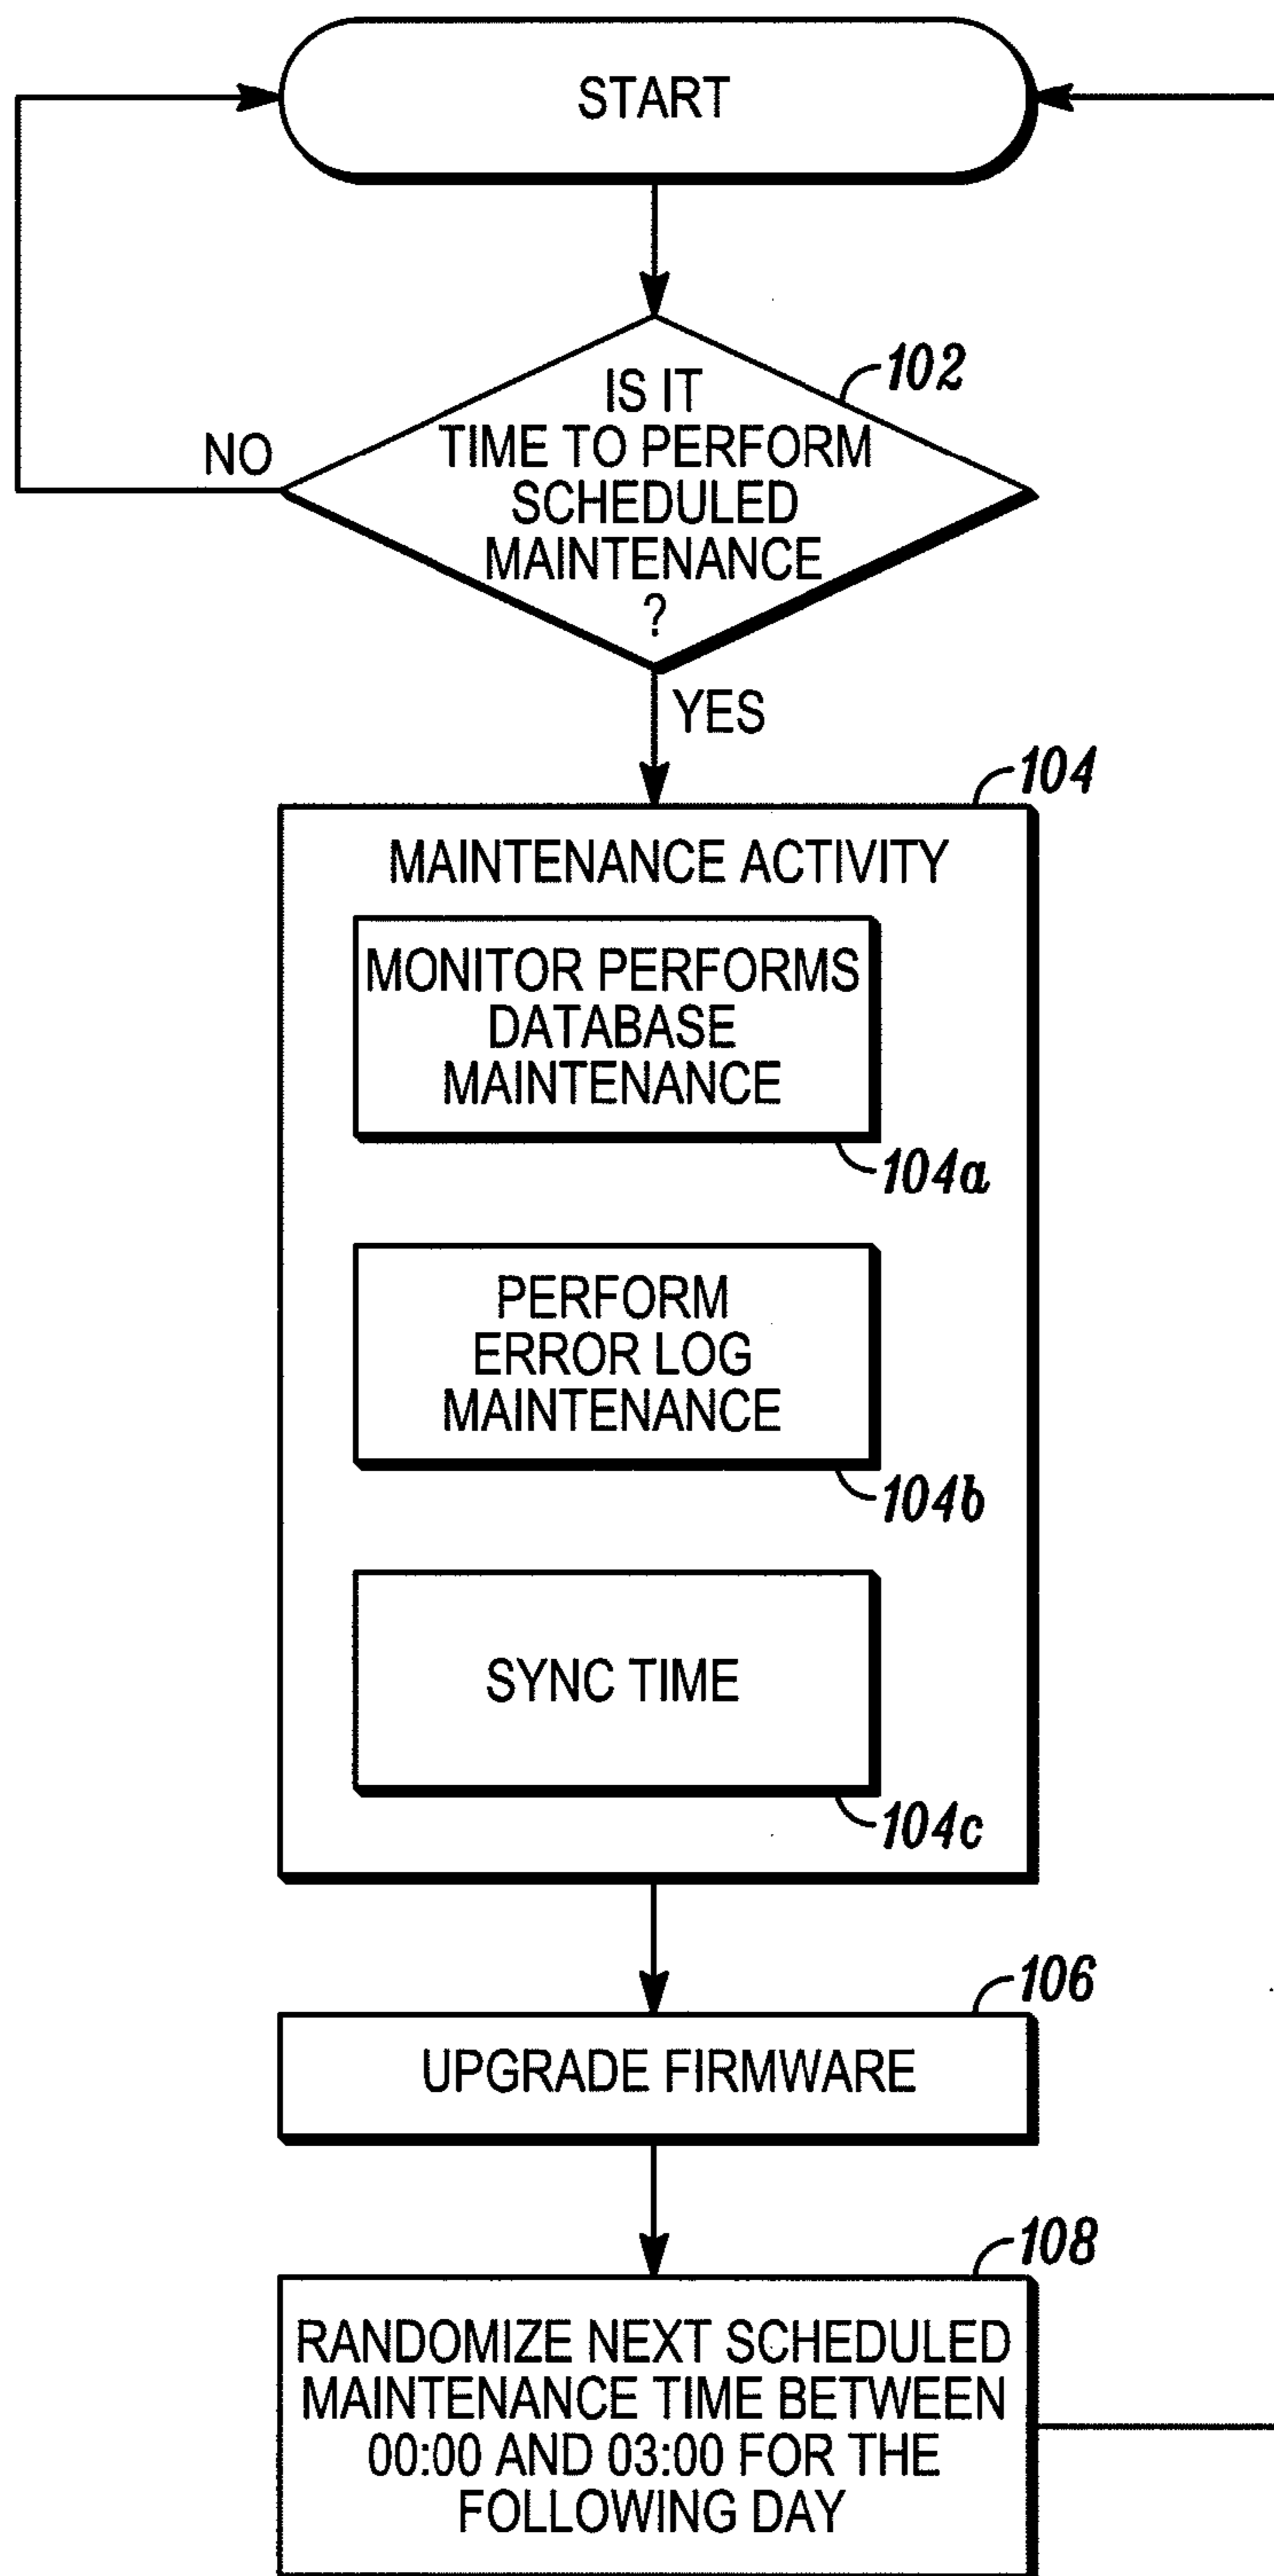 START
102
IS IT
TIME TO PERFORM
SCHEDULED
MAINTENANCE
?
NO
YES
104
MAINTENANCE ACTIVITY
MONITOR PERFORMS
DATABASE
MAINTENANCE
104a
PERFORM
ERROR LOG
MAINTENANCE
104b
SYNC TIME
104c
106
UPGRADE FIRMWARE
108
RANDOMIZE NEXT SCHEDULED
MAINTENANCE TIME BETWEEN
00:00 AND 03:00 FOR THE
FOLLOWING DAY